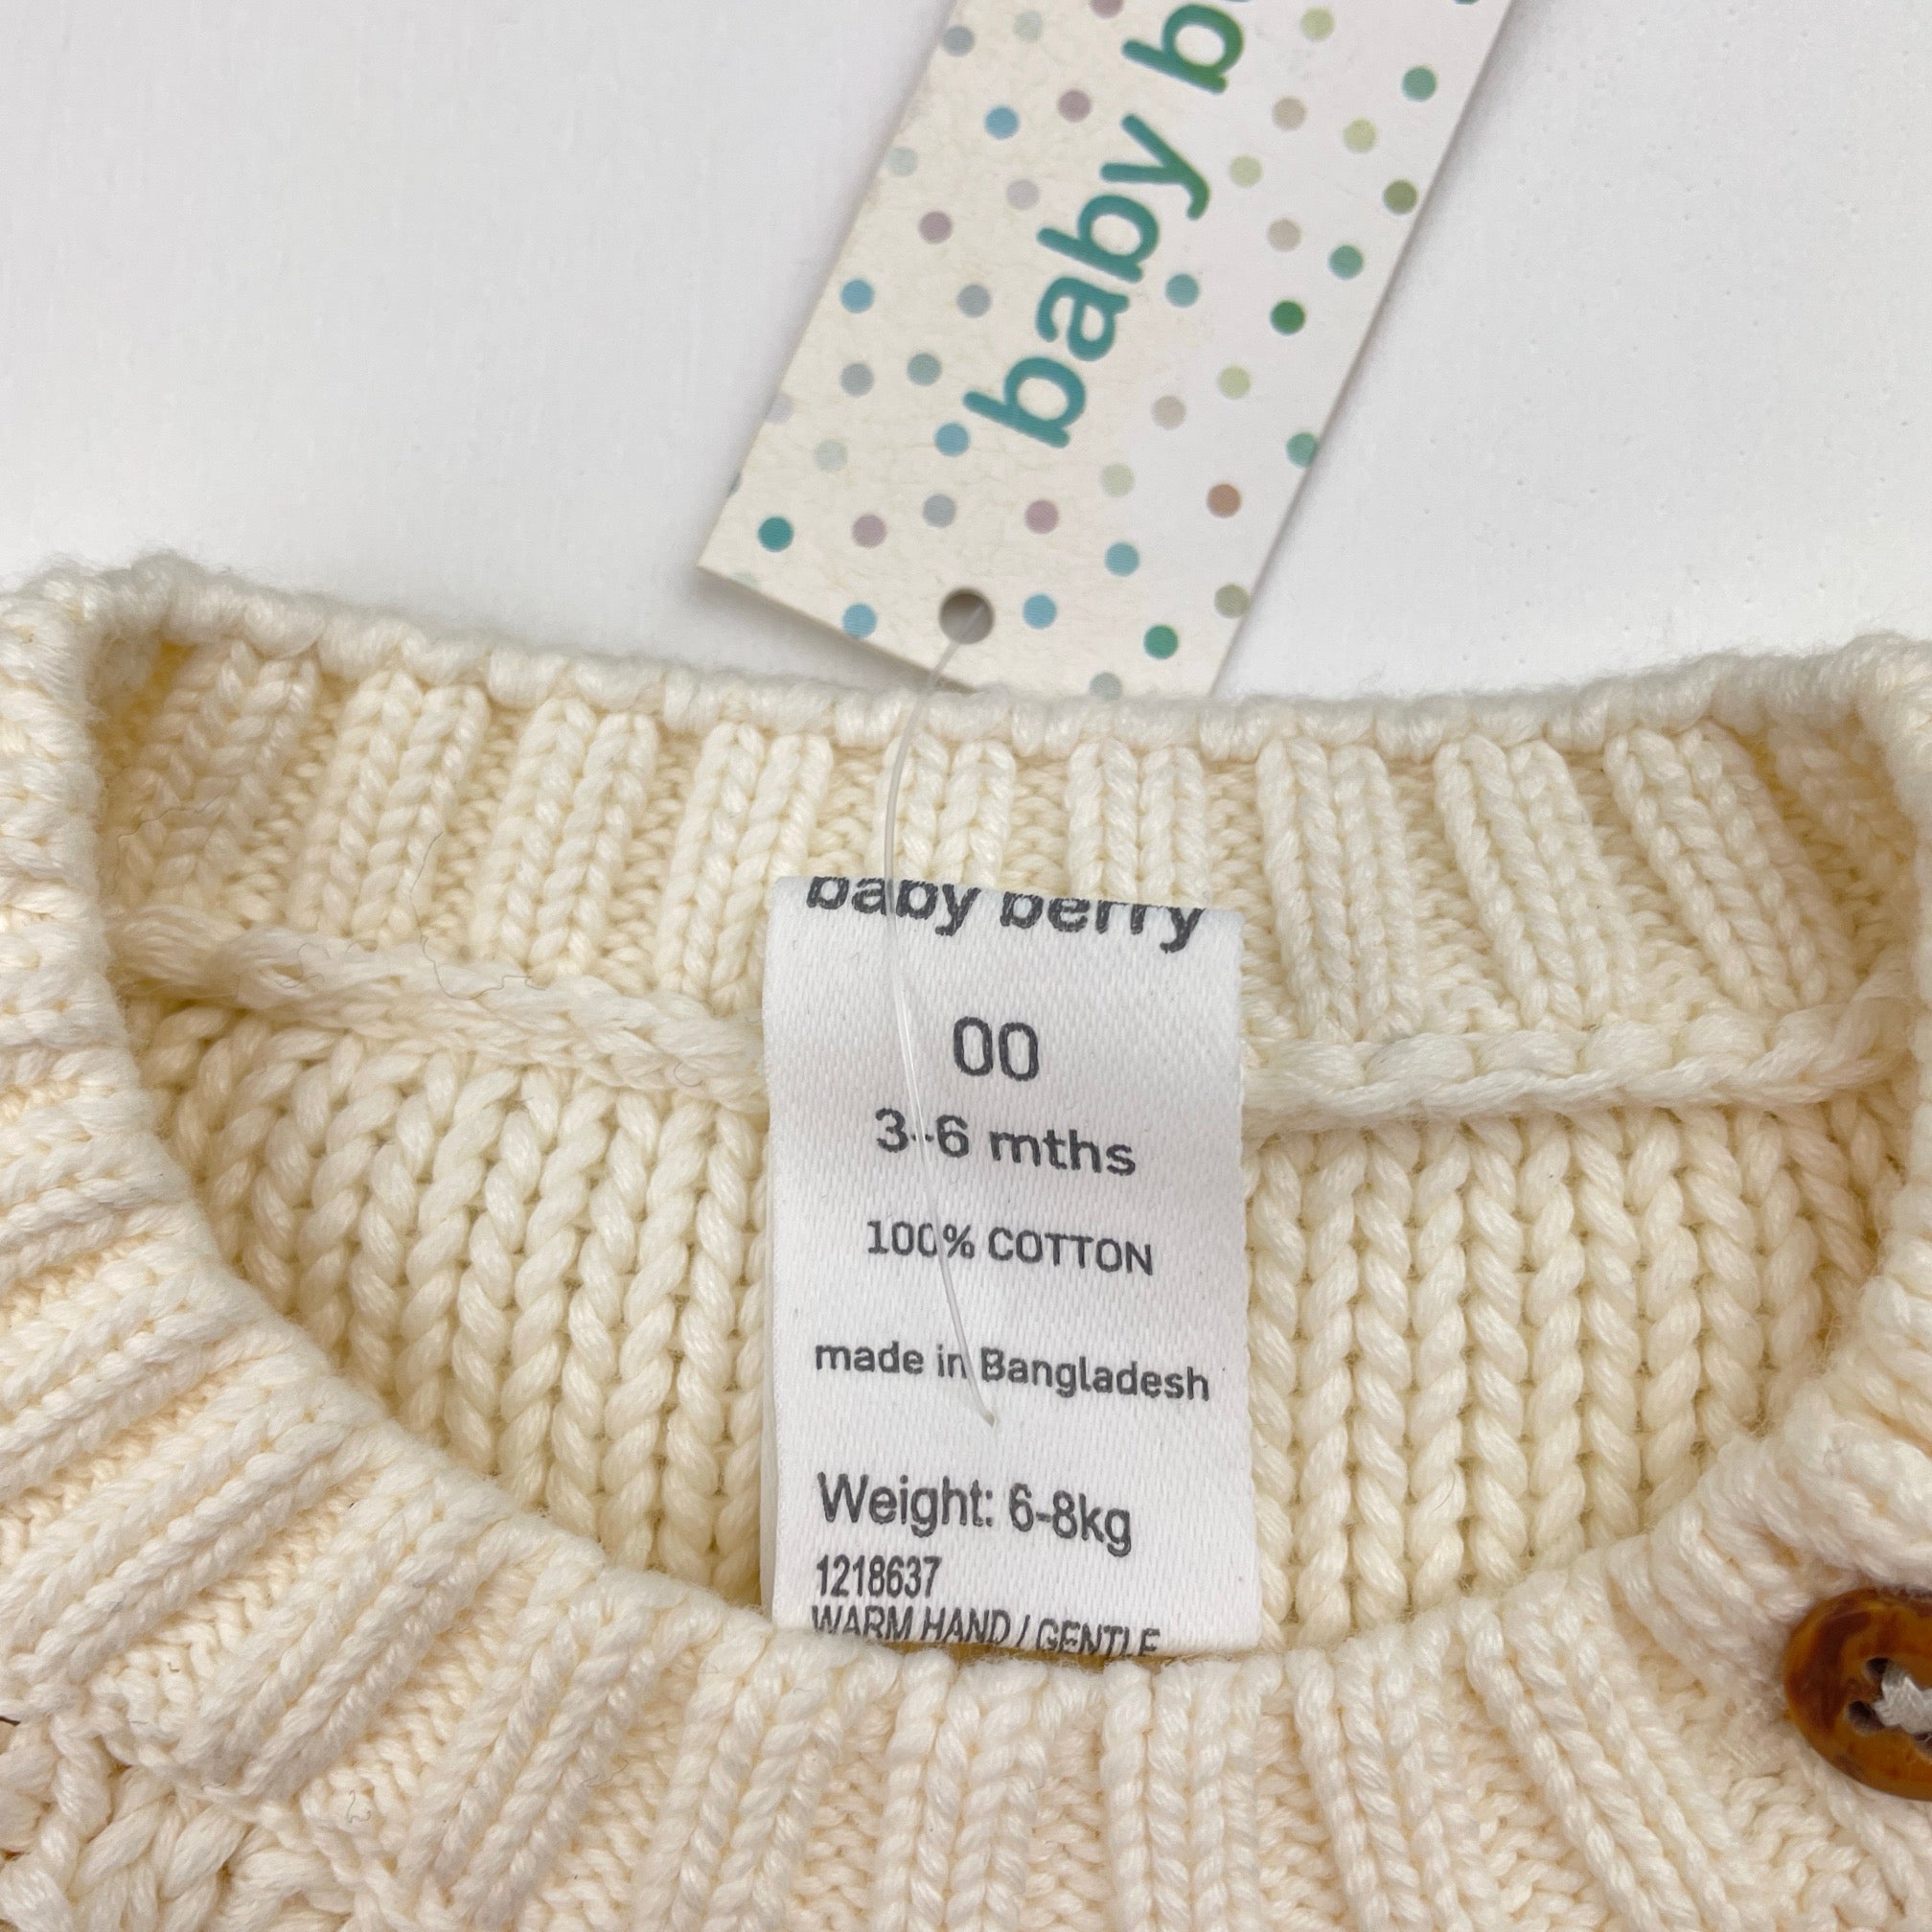 baby b
baby berry
00
3-6 mths
100% COTTON
made in Bangladesh
Weight: 6-8kg
1218637
WARM HAND / GENTLE